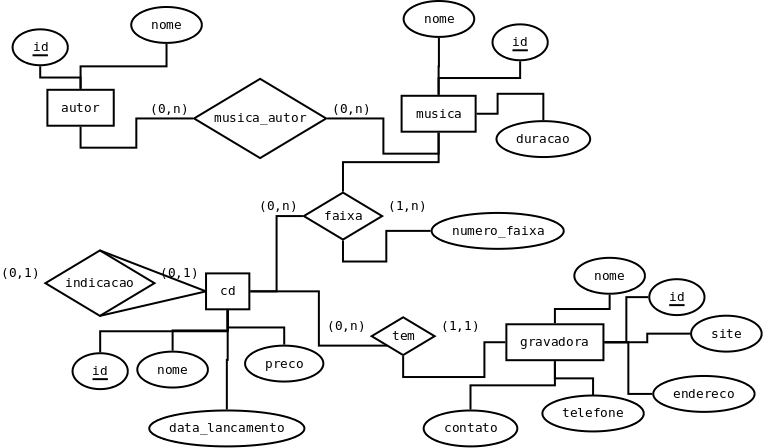 nome
nome
id
id
autor
(0,n)
musica_autor
(0,n)
musica
duracao
(0,n)
faixa
(1,n)
numero_faixa
(0,1)
indicacao
(0,1)
cd
nome
id
(0,n)
tem
(1,1)
gravadora
site
id
nome
preco
endereco
data_lancamento
contato
telefone